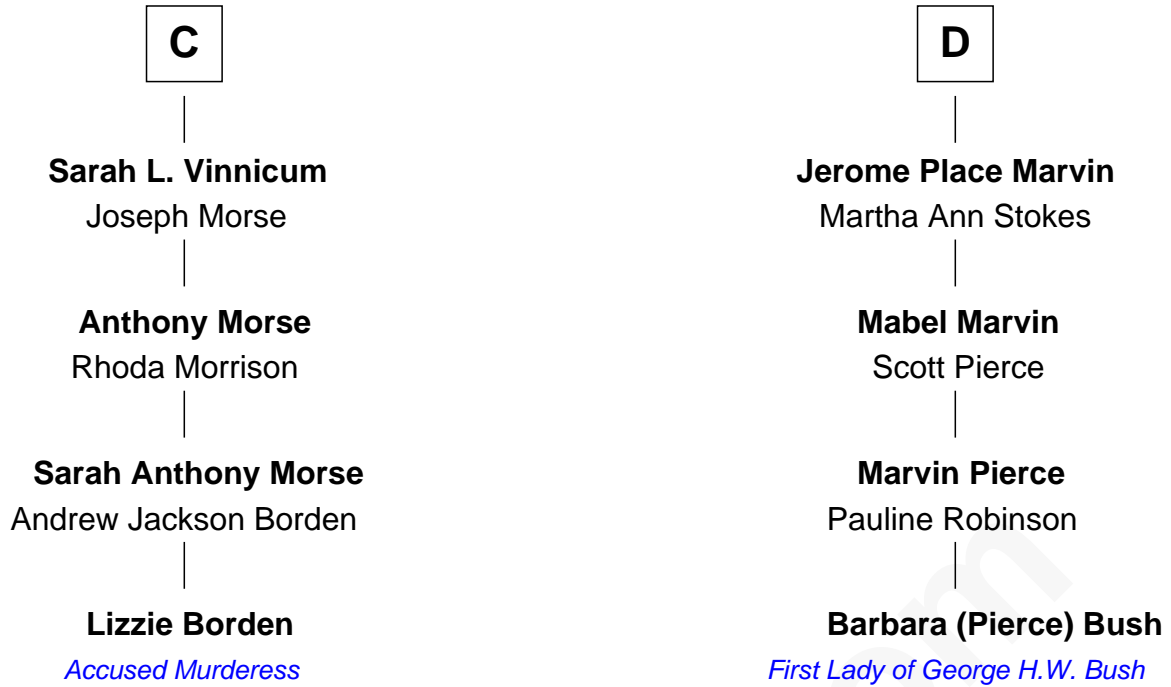 C
Sarah L. Vinnicum
Joseph Morse
Anthony Morse
Rhoda Morrison
Sarah Anthony Morse
Andrew Jackson Borden
Lizzie Borden
Accused Murderess
D
Jerome Place Marvin
Martha Ann Stokes
Mabel Marvin
Scott Pierce
Marvin Pierce
Pauline Robinson
Barbara (Pierce) Bush
First Lady of George H.W. Bush